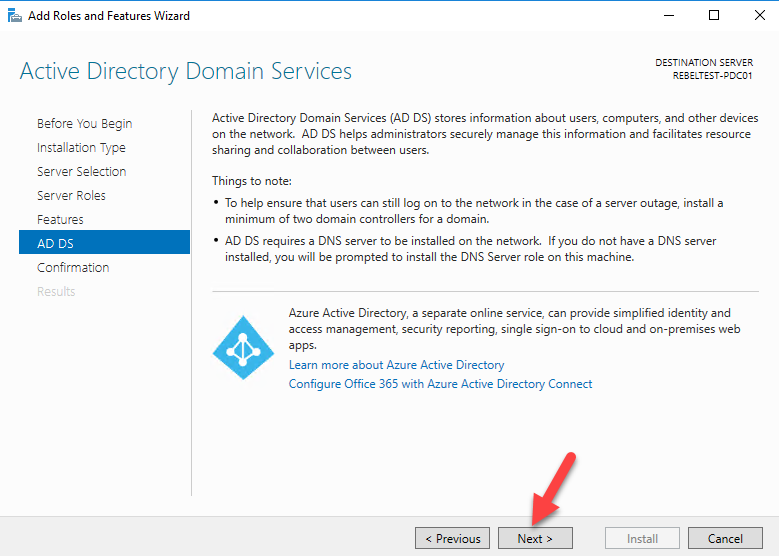 Add Roles and Features Wizard
Active Directory Domain Services
DESTINATION SERVER
REBELTEST-PDC01
Before You Begin
Installation Type
Server Selection
Server Roles
Features
AD DS
Confirmation
Results
Active Directory Domain Services (AD DS) stores information about users, computers, and other devices
on the network.  AD DS helps administrators securely manage this information and facilitates resource
sharing and collaboration between users.
Things to note:
• To help ensure that users can still log on to the network in the case of a server outage, install a
minimum of two domain controllers for a domain.
• AD DS requires a DNS server to be installed on the network.  If you do not have a DNS server
installed, you will be prompted to install the DNS Server role on this machine.
Azure Active Directory, a separate online service, can provide simplified identity and
access management, security reporting, single sign-on to cloud and on-premises web
apps.
Learn more about Azure Active Directory
Configure Office 365 with Azure Active Directory Connect
< Previous
Next >
Install
Cancel